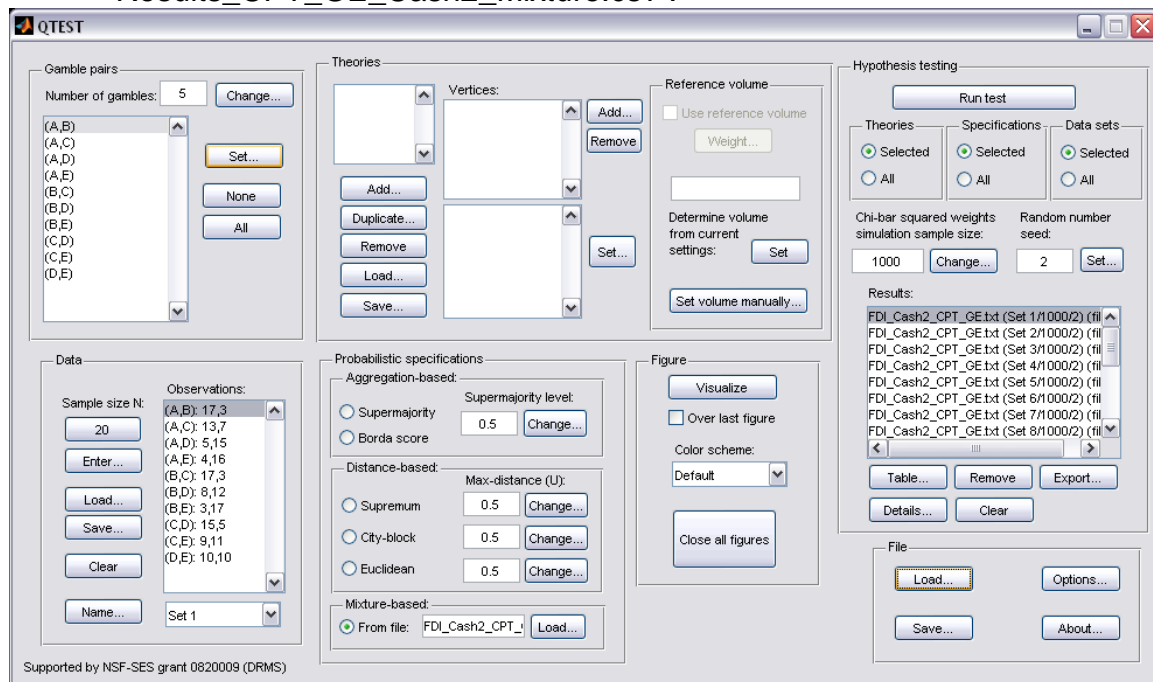 QTEST
Gamble pairs
Number of gambles: 5 Change...
(A,B)
(A,C)
(A,D)
(A,E)
(B,C)
(B,D)
(B,E)
(C,D)
(C,E)
(D,E)
Set...
None
All
Theories
Vertices:
Add...
Remove
Add...
Duplicate...
Remove
Load...
Save...
Set...
Reference volume
Use reference volume
Weight...
Determine volume
from current
settings: Set
Set volume manually...
Hypothesis testing
Run test
Theories
Selected
All
Specifications
Selected
All
Data sets
Selected
All
Chi-bar squared weights
simulation sample size:
1000 Change...
Random number
seed:
2 Set...
Results:
FDI_Cash2_CPT_GE.txt (Set 1/1000/2) (fil
FDI_Cash2_CPT_GE.txt (Set 2/1000/2) (fil
FDI_Cash2_CPT_GE.txt (Set 3/1000/2) (fil
FDI_Cash2_CPT_GE.txt (Set 4/1000/2) (fil
FDI_Cash2_CPT_GE.txt (Set 5/1000/2) (fil
FDI_Cash2_CPT_GE.txt (Set 6/1000/2) (fil
FDI_Cash2_CPT_GE.txt (Set 7/1000/2) (fil
FDI_Cash2_CPT_GE.txt (Set 8/1000/2) (fil
Table... Remove Export...
Details... Clear
Data
Sample size N:
20
Enter...
Load...
Save...
Clear
Name...
Observations:
(A,B): 17,3
(A,C): 13,7
(A,D): 5,15
(A,E): 4,16
(B,C): 17,3
(B,D): 8,12
(B,E): 3,17
(C,D): 15,5
(C,E): 9,11
(D,E): 10,10
Set 1
Probabilistic specifications
Aggregation-based:
Supermajority
Borda score
Supermajority level:
0.5 Change...
Distance-based:
Max-distance (U):
Supremum 0.5 Change...
City-block 0.5 Change...
Euclidean 0.5 Change...
Mixture-based:
From file: FDI_Cash2_CPT_ Load...
Figure
Visualize
Over last figure
Color scheme:
Default
Close all figures
File
Load... Options...
Save... About...
Supported by NSF-SES grant 0820009 (DRMS)